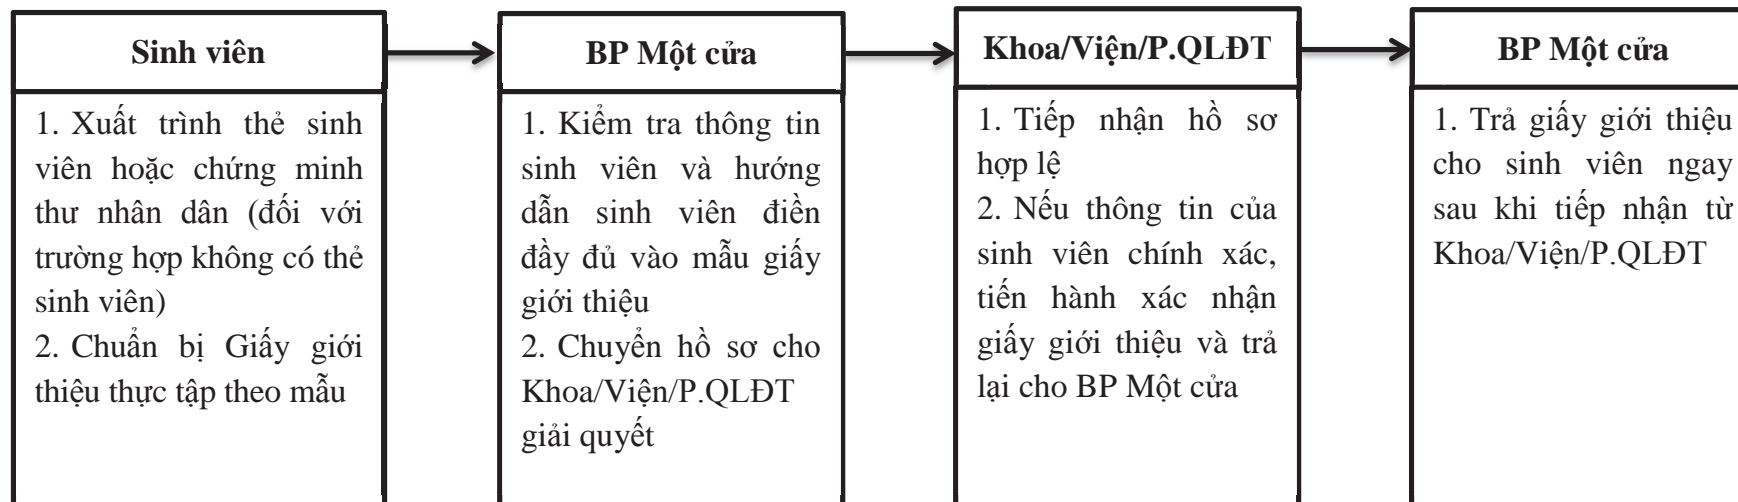 Sinh viên
1. Xuất trình thẻ sinh
viên hoặc chứng minh
thư nhân dân (đối với
trường hợp không có thẻ
sinh viên)
2. Chuẩn bị Giấy giới
thiệu thực tập theo mẫu
BP Một cửa
1. Kiểm tra thông tin
sinh viên và hướng
dẫn sinh viên điền
đầy đủ vào mẫu giấy
giới thiệu
2. Chuyển hồ sơ cho
Khoa/Viện/P.QLĐT
giải quyết
Khoa/Viện/P.QLĐT
1. Tiếp nhận hồ sơ
hợp lệ
2. Nếu thông tin của
sinh viên chính xác,
tiến hành xác nhận
giấy giới thiệu và trả
lại cho BP Một cửa
BP Một cửa
1. Trả giấy giới thiệu
cho sinh viên ngay
sau khi tiếp nhận từ
Khoa/Viện/P.QLĐT